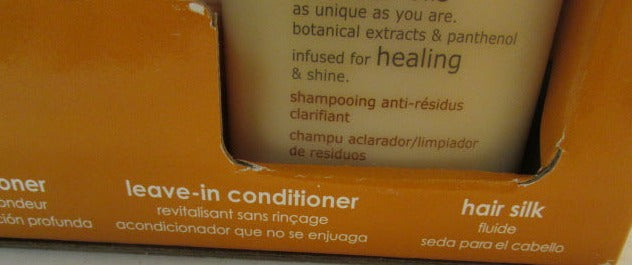 as unique as you are.
botanical extracts & panthenol
infused for healing
& shine.
shampooing anti-résidus
clarifiant
champu aclarador/limpiador
de residuos
leave-in conditioner
revitalisant sans rinçage
acondicionador que no se enjuaga
hair silk
fluide
seda para el cabello
profunda